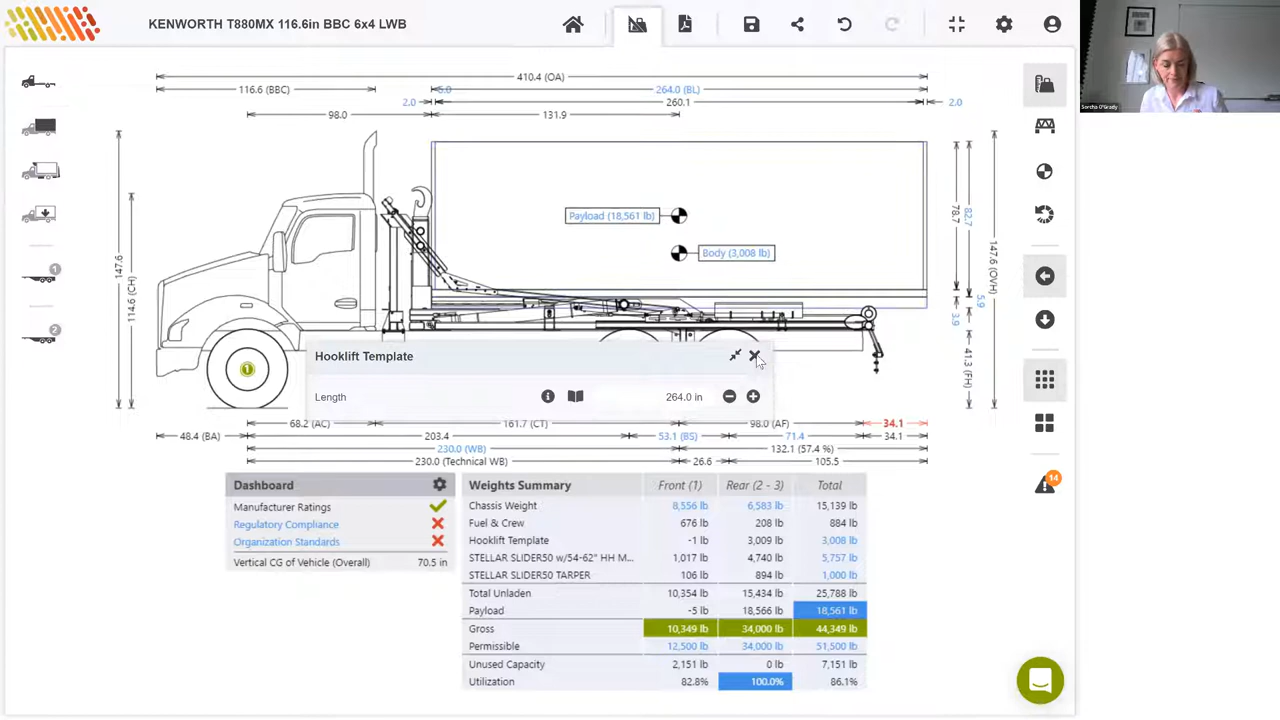 KENWORTH T880MX 116.6in BBC 6x4 LWB
Sorcha O'Grady
410.4 (OA)
116.6 (BBC)
6.0
264.0 (BL)
2.0
260.1
2.0
98.0
131.9
147.6
114.6 (CH)
78.7
82.7
147.6 (OVH)
3.9
5.9
41.3 (FH)
Payload (18,561 lb)
Body (3,008 lb)
1
1
2
14
Hooklift Template
Length
264.0 in
68.2 (AC)
161.7 (CT)
98.0 (AF)
34.1
48.4 (BA)
203.4
53.1 (BS)
71.4
34.1
230.0 (WB)
132.1 (57.4 %)
230.0 (Technical WB)
26.6
105.5
Dashboard
Manufacturer Ratings
Regulatory Compliance
Organization Standards
Vertical CG of Vehicle (Overall) 70.5 in
Weights Summary Front (1) Rear (2 - 3) Total
Chassis Weight 8,556 lb 6,583 lb 15,139 lb
Fuel & Crew 676 lb 208 lb 884 lb
Hooklift Template -1 lb 3,009 lb 3,008 lb
STELLAR SLIDER50 w/54-62" HH M... 1,017 lb 4,740 lb 5,757 lb
STELLAR SLIDER50 TARPER 106 lb 894 lb 1,000 lb
Total Unladen 10,354 lb 15,434 lb 25,788 lb
Payload -5 lb 18,566 lb 18,561 lb
Gross 10,349 lb 34,000 lb 44,349 lb
Permissible 12,500 lb 34,000 lb 51,500 lb
Unused Capacity 2,151 lb 0 lb 7,151 lb
Utilization 82.8% 100.0% 86.1%